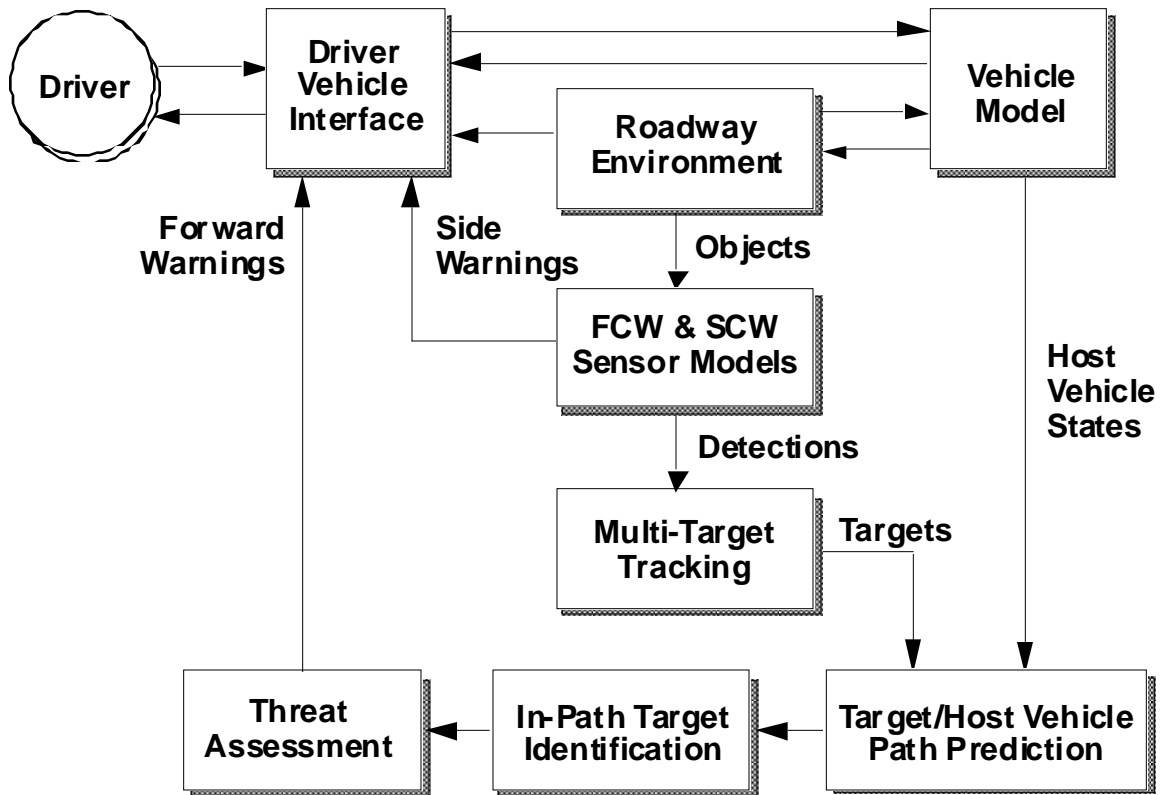 Driver
Driver
Vehicle
Interface
Vehicle
Model
Roadway
Environment
Forward
Warnings
Side
Warnings
Objects
FCW & SCW
Sensor Models
Host
Vehicle
States
Detections
Multi-Target
Tracking
Targets
Threat
Assessment
In-Path Target
Identification
Target/Host Vehicle
Path Prediction